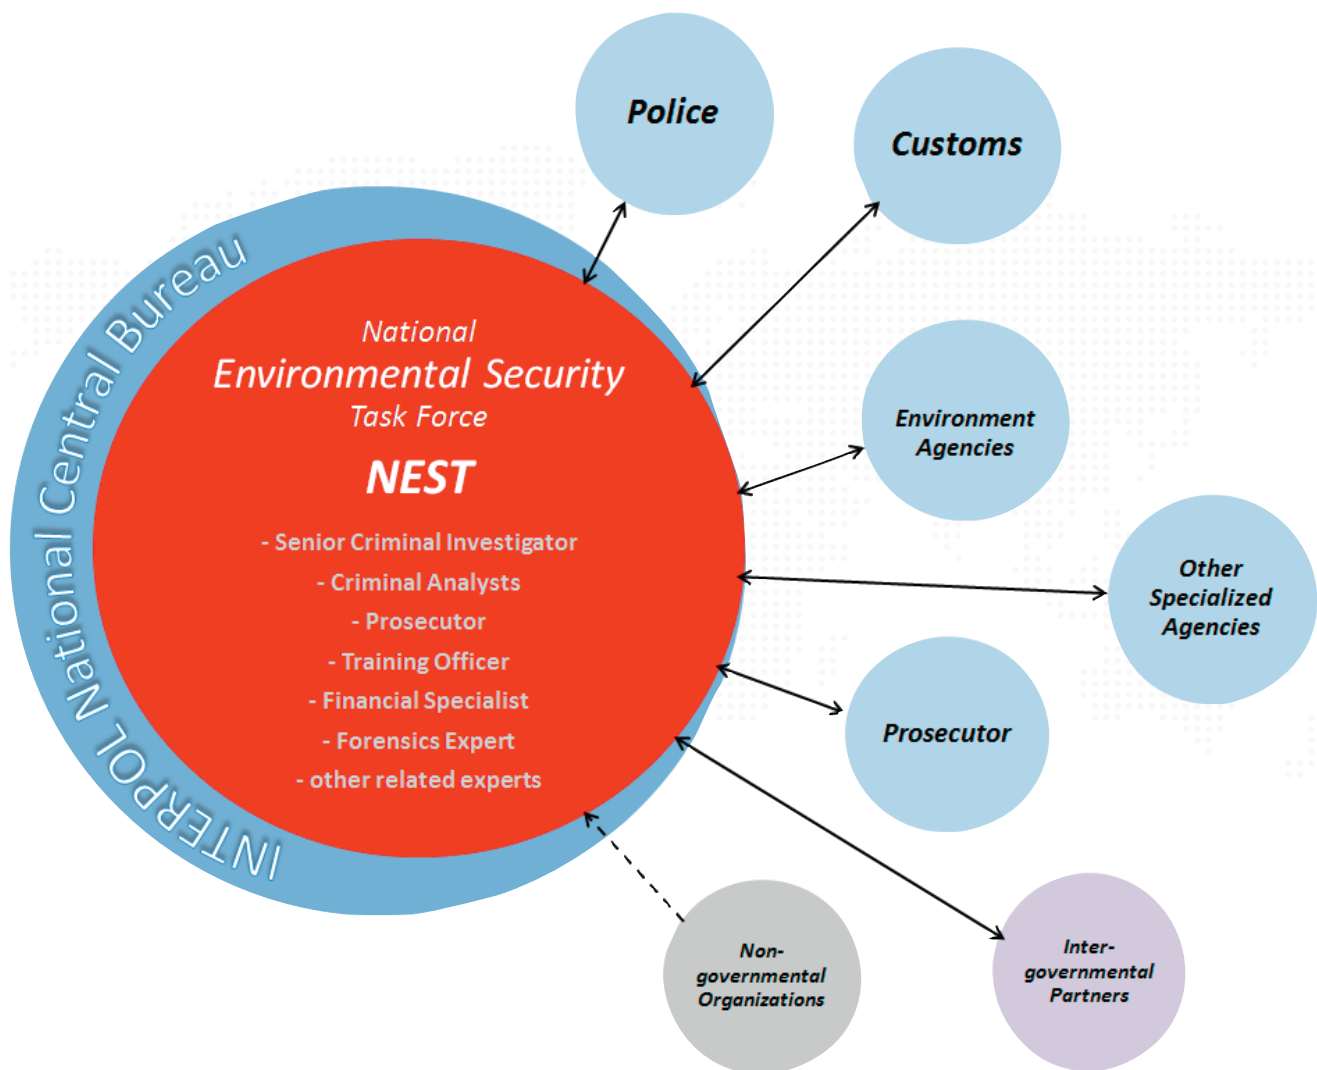 INTERPOL National Central Bureau
National
Environmental Security
Task Force
NEST
- Senior Criminal Investigator
- Criminal Analysts
- Prosecutor
- Training Officer
- Financial Specialist
- Forensics Expert
- other related experts
Police
Customs
Environment
Agencies
Other
Specialized
Agencies
Prosecutor
Inter-
governmental
Partners
Non-
governmental
Organizations